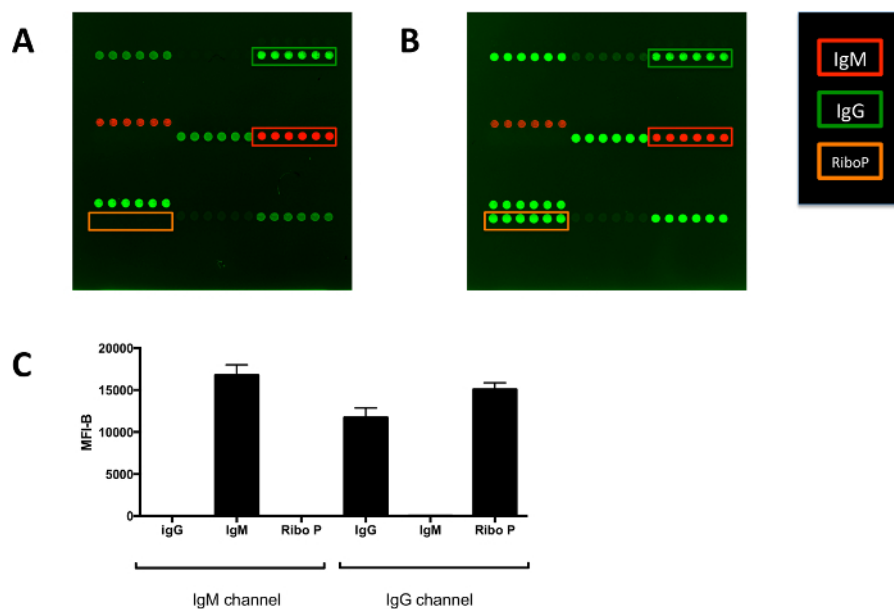 A
B
IgM
IgG
RiboP
C
20000
15000
10000
5000
0
MFI-B
igG
IgM
Ribo P
IgG
IgM
Ribo P
IgM channel
IgG channel